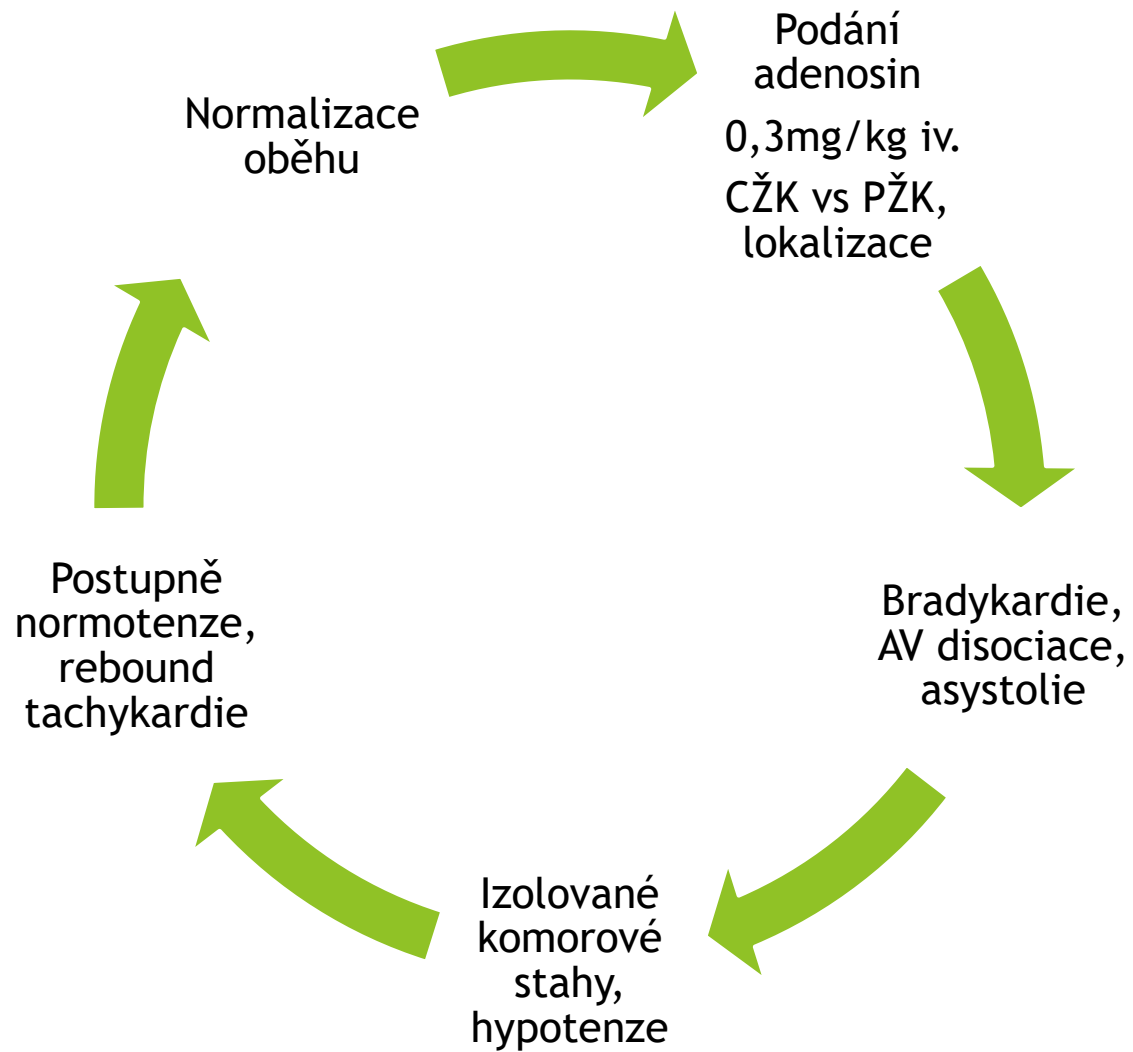 Podání
adenosin
0,3mg/kg iv.
CŽK vs PŽK,
lokalizace
Bradykardie,
AV disociace,
asystolie
Izolované
komorové
stahy,
hypotenze
Postupně
normotenze,
rebound
tachykardie
Normalizace
oběhu